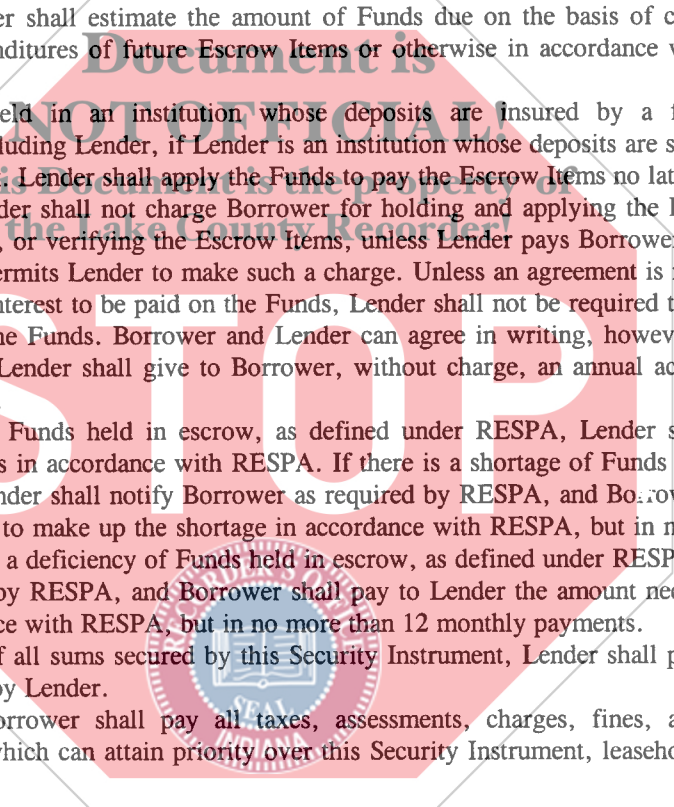 er shall estimate the amount of Funds due on the basis of c
nditures of future Escrow Items or otherwise in accordance
Document is
eld in an institution whose deposits are insured by a f
NOT OFFICIAL!
luding Lender, if Lender is an institution whose deposits are s
. Lender shall apply the Funds to pay the Escrow Items no lat
is Document is the property of
der shall not charge Borrower for holding and applying the
the Lake County Recorder!
, or verifying the Escrow Items, unless Lender pays Borrower
ermits Lender to make such a charge. Unless an agreement is
nterest to be paid on the Funds, Lender shall not be required t
he Funds. Borrower and Lender can agree in writing, howev
Lender shall give to Borrower, without charge, an annual ac
STOP
Funds held in escrow, as defined under RESPA, Lender s
s in accordance with RESPA. If there is a shortage of Funds
nder shall notify Borrower as required by RESPA, and Borrow
to make up the shortage in accordance with RESPA, but in n
a deficiency of Funds held in escrow, as defined under RESP
by RESPA, and Borrower shall pay to Lender the amount nec
ce with RESPA, but in no more than 12 monthly payments.
f all sums secured by this Security Instrument, Lender shall p
by Lender.
orrower shall pay all taxes, assessments, charges, fines, a
which can attain priority over this Security Instrument, leaseho
RECORDER'S OFFICE
SEAL
INDIANA